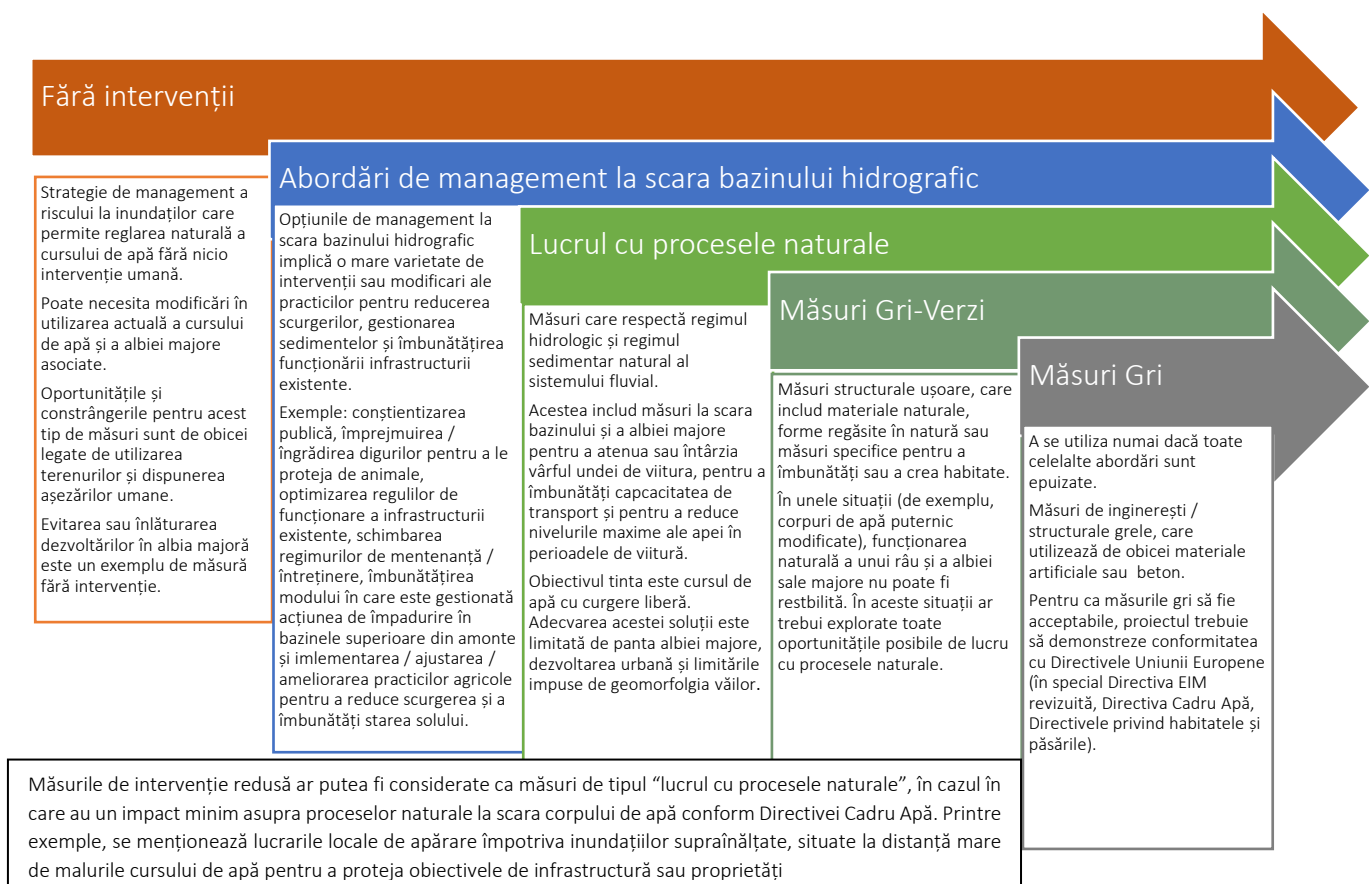 Fără intervenții
Strategie de management a
riscului la inundaților care
permite reglarea naturală a
cursului de apă fără nicio
intervenție umană.
Poate necesita modificări în
utilizarea actuală a cursului
de apă și a albiei majore
asociate.
Oportunitățile și
constrângerile pentru acest
tip de măsuri sunt de obicei
legate de utilizarea
terenurilor și dispunerea
așezărilor umane.
Evitarea sau înlăturarea
dezvoltărilor în albia majoră
este un exemplu de măsură
fără intervenție.
Abordări de management la scara bazinului hidrografic
Opțiunile de management la
scara bazinului hidrografic
implică o mare varietate de
intervenții sau modificari ale
practicilor pentru reducerea
scurgerilor, gestionarea
sedimentelor și îmbunătățirea
funcționării infrastructurii
existente.
Exemple: conștientizarea
publică, împrejmuirea /
îngrădirea digurilor pentru a le
proteja de animale,
optimizarea regulilor de
funcționare a infrastructurii
existente, schimbarea
regimurilor de mentenanță /
întreținere, îmbunătățirea
modului în care este gestionată
acțiunea de împadurire în
bazinele superioare din amonte
și imlementarea / ajustarea /
ameliorarea practicilor agricole
pentru a reduce scurgerea și a
îmbunătăți starea solului.
Lucrul cu procesele naturale
Măsuri care respectă regimul
hidrologic și regimul
sedimentar natural al
sistemului fluvial.
Acestea includ măsuri la scara
bazinului și a albiei majore
pentru a atenua sau întârzia
vârful undei de viitura, pentru a
îmbunătăți capcacitatea de
transport și pentru a reduce
nivelurile maxime ale apei în
perioadele de viitură.
Obiectivul tinta este cursul de
apă cu curgere liberă.
Adecvarea acestei soluții este
limitată de panta albiei majore,
dezvoltarea urbană și limitările
impuse de geomorfolgia văilor.
Măsuri Gri-Verzi
Măsuri structurale ușoare, care
includ materiale naturale,
forme regăsite în natură sau
măsuri specifice pentru a
îmbunătăți sau a crea habitate.
În unele situații (de exemplu,
corpuri de apă puternic
modificate), funcționarea
naturală a unui râu și a albiei
sale majore nu poate fi
restbilită. În aceste situații ar
trebui explorate toate
oportunitățile posibile de lucru
cu procesele naturale.
Măsuri Gri
A se utiliza numai dacă toate
celelalte abordări sunt
epuizate.
Măsuri de inginerești /
structurale grele, care
utilizează de obicei materiale
artificiale sau beton.
Pentru ca măsurile gri să fie
acceptabile, proiectul trebuie
să demonstreze conformitatea
cu Directivele Uniunii Europene
(în special Directiva EIM
revizuită, Directiva Cadru Apă,
Directivele privind habitatele și
păsările).
Măsurile de intervenție redusă ar putea fi considerate ca măsuri de tipul “lucrul cu procesele naturale”, în cazul în
care au un impact minim asupra proceselor naturale la scara corpului de apă conform Directivei Cadru Apă. Printre
exemple, se menționează lucrarile locale de apărare împotriva inundațiilor supraînălțate, situate la distanță mare
de malurile cursului de apă pentru a proteja obiectivele de infrastructură sau proprietăți